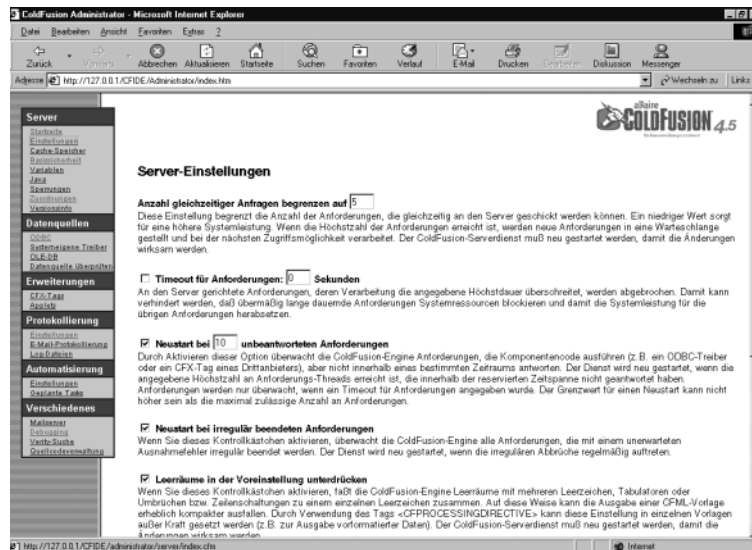 ColdFusion Administrator - Microsoft Internet Explorer
Datei Bearbeiten Ansicht Favoriten Extras ?
Zurück Vorwärts Abbrechen Aktualisieren Startseite Suchen Favoriten Verlauf E-Mail Drucken Bearbeiten Diskussion Messenger
Adresse http://127.0.0.1/CFIDE/Administrator/index.htm Wechseln zu Links
allaire
COLDFUSION 4.5
Server
Startseite
Einstellungen
Cache-Speicher
Basissicherheit
Variablen
Java
Sperrungen
Zuordnungen
Versionsinfo
Datenquellen
ODBC
Systemeigene Treiber
OLE-DB
Datenquelle überprüfen
Erweiterungen
CFX-Tags
Applets
Protokollierung
Einstellungen
E-Mail-Protokollierung
Log-Dateien
Automatisierung
Einstellungen
Geplante Tasks
Verschiedenes
Mailserver
Debugging
Verity-Suche
Quellcodeverwaltung
Server-Einstellungen
Anzahl gleichzeitiger Anfragen begrenzen auf 5
Diese Einstellung begrenzt die Anzahl der Anforderungen, die gleichzeitig an den Server geschickt werden können. Ein niedriger Wert sorgt
für eine höhere Systemleistung. Wenn die Höchstzahl der Anforderungen erreicht ist, werden neue Anforderungen in eine Warteschlange
gestellt und bei der nächsten Zugriffsmöglichkeit verarbeitet. Der ColdFusion-Serverdienst muß neu gestartet werden, damit die Änderungen
wirksam werden.
Timeout für Anforderungen: 0 Sekunden
An den Server gerichtete Anforderungen, deren Verarbeitung die angegebene Höchstdauer überschreitet, werden abgebrochen. Damit kann
verhindert werden, daß übermäßig lange dauernde Anforderungen Systemressourcen blockieren und damit die Systemleistung für die
übrigen Anforderungen herabsetzen.
Neustart bei 10 unbeantworteten Anforderungen
Durch Aktivieren dieser Option überwacht die ColdFusion-Engine Anforderungen, die Komponentencode ausführen (z.B. ein ODBC-Treiber
oder ein CFX-Tag eines Drittanbieters), aber nicht innerhalb eines bestimmten Zeitraums antworten. Der Dienst wird neu gestartet, wenn die
angegebene Höchstzahl an Anforderungs-Threads erreicht ist, die innerhalb der reservierten Zeitspanne nicht geantwortet haben.
Anforderungen werden nur überwacht, wenn ein Timeout für Anforderungen angegeben wurde. Der Grenzwert für einen Neustart kann nicht
höher sein als die maximal zulässige Anzahl an Anforderungen.
Neustart bei irregulär beendeten Anforderungen
Wenn Sie dieses Kontrollkästchen aktivieren, überwacht die ColdFusion-Engine alle Anforderungen, die mit einem unerwarteten
Ausnahmefehler irregulär beendet werden. Der Dienst wird neu gestartet, wenn die irregulären Abbrüche regelmäßig auftreten.
Leerräume in der Voreinstellung unterdrücken
Wenn Sie dieses Kontrollkästchen aktivieren, faßt die ColdFusion-Engine Leerräume mit mehreren Leerzeichen, Tabulatoren oder
Umbrüchen bzw. Zeilenschaltungen zu einem einzelnen Leerzeichen zusammen. Auf diese Weise kann die Ausgabe einer CFML-Vorlage
erheblich kompakter ausfallen. Durch Verwendung des Tags <CFPROCESSINGDIRECTIVE> kann diese Einstellung in einzelnen Vorlagen
außer Kraft gesetzt werden (z.B. zur Ausgabe vorformatierter Daten). Der ColdFusion-Serverdienst muß neu gestartet werden, damit die
Änderungen wirksam werden.
http://127.0.0.1/CFIDE/administrator/server/index.cfm Internet